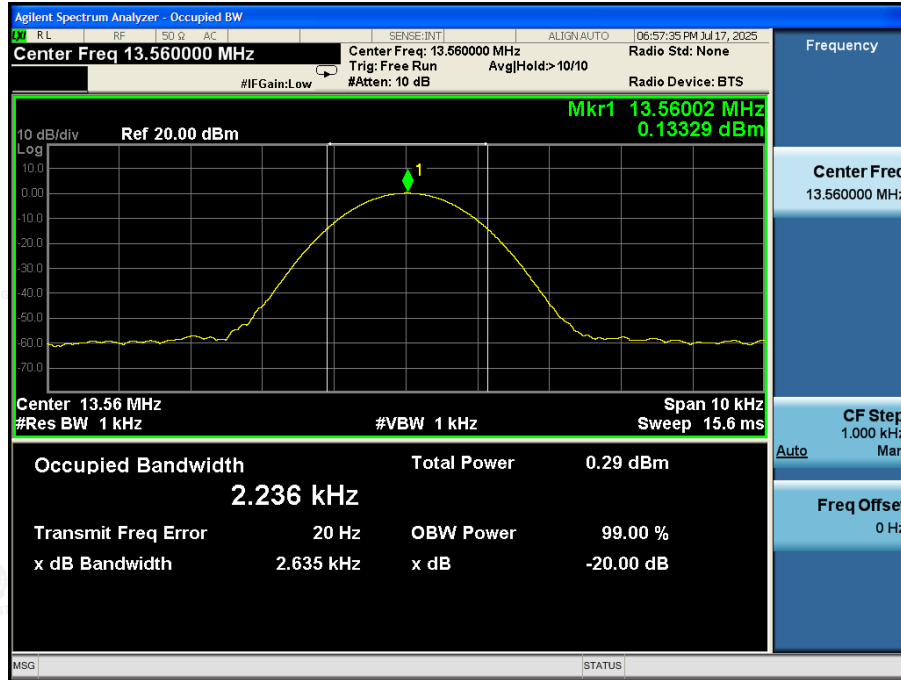 Agilent Spectrum Analyzer - Occupied BW
LXI RL RF 50 Ω AC SENSE:INT ALIGNAUTO 06:57:35 PM Jul 17, 2025
Center Freq 13.560000 MHz
Center Freq: 13.560000 MHz
Radio Std: None
Trig: Free Run Avg|Hold:>10/10
#IFGain:Low #Atten: 10 dB Radio Device: BTS
Mkr1 13.56002 MHz
0.13329 dBm
10 dB/div Ref 20.00 dBm
Log
10.0
0.00
-10.0
-20.0
-30.0
-40.0
-50.0
-60.0
-70.0
1
Center 13.56 MHz Span 10 kHz
#Res BW 1 kHz #VBW 1 kHz Sweep 15.6 ms
Occupied Bandwidth Total Power 0.29 dBm
2.236 kHz
Transmit Freq Error 20 Hz OBW Power 99.00 %
x dB Bandwidth 2.635 kHz x dB -20.00 dB
MSG STATUS
Frequency
Center Freq
13.560000 MHz
CF Step
1.000 kHz
Auto Man
Freq Offset
0 Hz